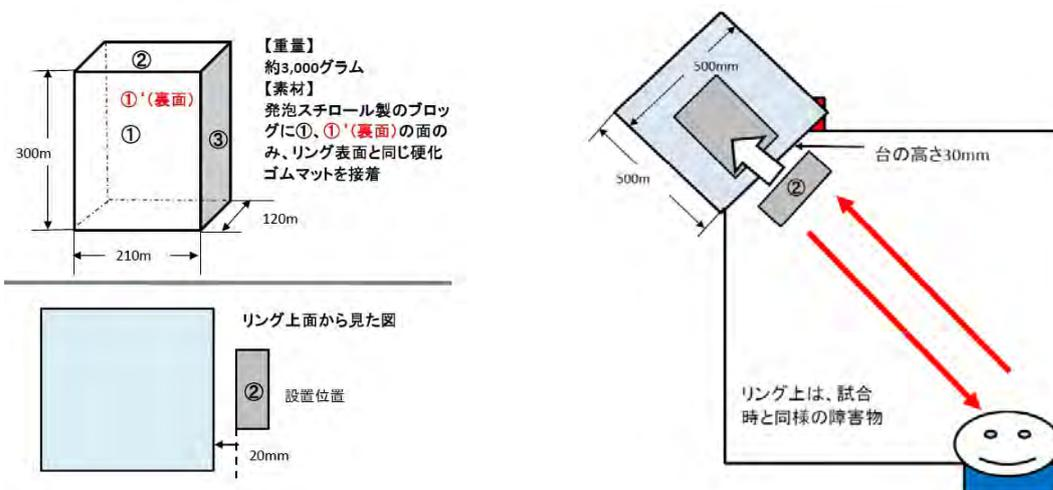 ②
①'(裏面)
①
③
300m
120m
210m
【重量】
約3,000グラム
【素材】
発泡スチロール製のブロッ
グに①、①'(裏面)の面の
み、リング表面と同じ硬化
ゴムマットを接着
リング上面から見た図
②
設置位置
20mm
500mm
500m
台の高さ30mm
②
リング上は、試合
時と同様の障害物